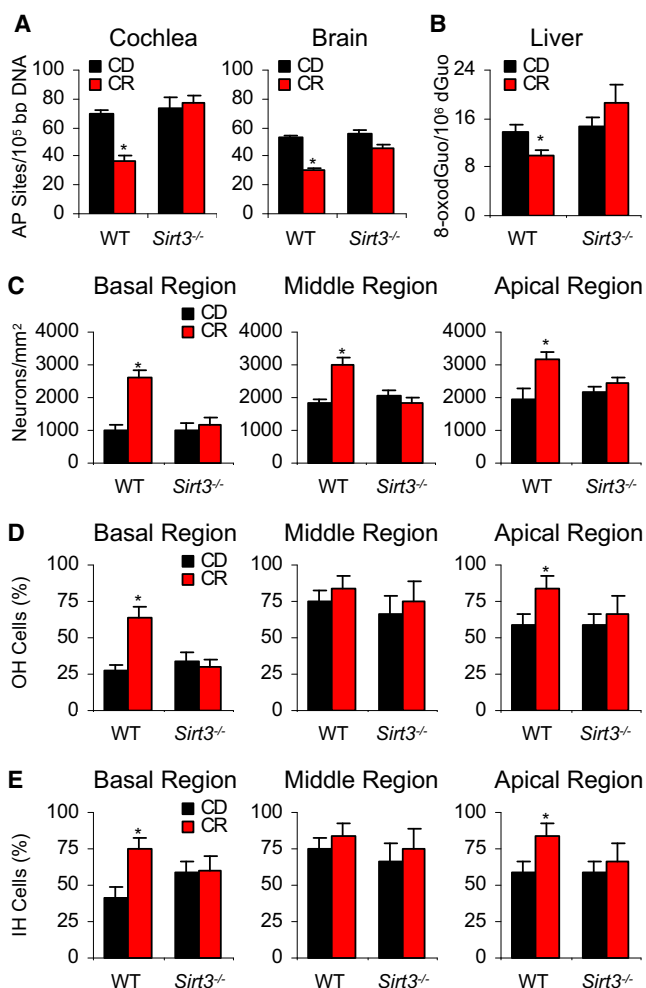 A
Cochlea
Brain
B
Liver
AP Sites/10⁵ bp DNA
100
80
60
40
20
0
CD
CR
*
WT
Sirt3-/-
100
80
60
40
20
0
CD
CR
*
WT
Sirt3-/-
8-oxodGuo/10⁶ dGuo
24
16
8
0
CD
CR
*
WT
Sirt3-/-
C
Basal Region
Middle Region
Apical Region
Neurons/mm²
4000
3000
2000
1000
0
CD
CR
*
WT
Sirt3-/-
4000
3000
2000
1000
0
*
WT
Sirt3-/-
4000
3000
2000
1000
0
*
WT
Sirt3-/-
D
Basal Region
Middle Region
Apical Region
OH Cells (%)
100
75
50
25
0
CD
CR
*
WT
Sirt3-/-
100
75
50
25
0
WT
Sirt3-/-
100
75
50
25
0
*
WT
Sirt3-/-
E
Basal Region
Middle Region
Apical Region
IH Cells (%)
100
75
50
25
0
CD
CR
*
WT
Sirt3-/-
100
75
50
25
0
WT
Sirt3-/-
100
75
50
25
0
*
WT
Sirt3-/-